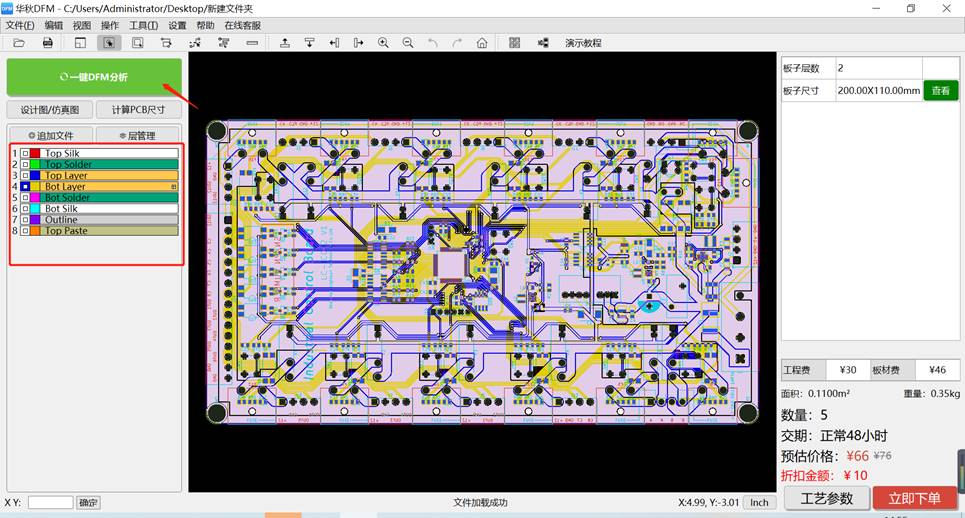 华秋DFM - C:/Users/Administrator/Desktop/新建文件夹
文件(F) 编辑 视图 操作 工具(I) 设置 帮助 在线客服
演示教程
一键DFM分析
设计图/仿真图 计算PCB尺寸
追加文件 层管理
1 Top Silk
2 Top Solder
3 Top Layer
4 Bot Layer
5 Bot Solder
6 Bot Silk
7 Outline
8 Top Paste
Industrial Control Board
板子层数 2
板子尺寸 200.00X110.00mm 查看
工程费 ¥30 板材费 ¥46
面积: 0.1100m² 重量: 0.35kg
数量: 5
交期: 正常48小时
预估价格: ¥66 ¥76
折扣金额: ¥10
工艺参数 立即下单
X Y: 确定 文件加载成功 X:4.99, Y:-3.01 Inch